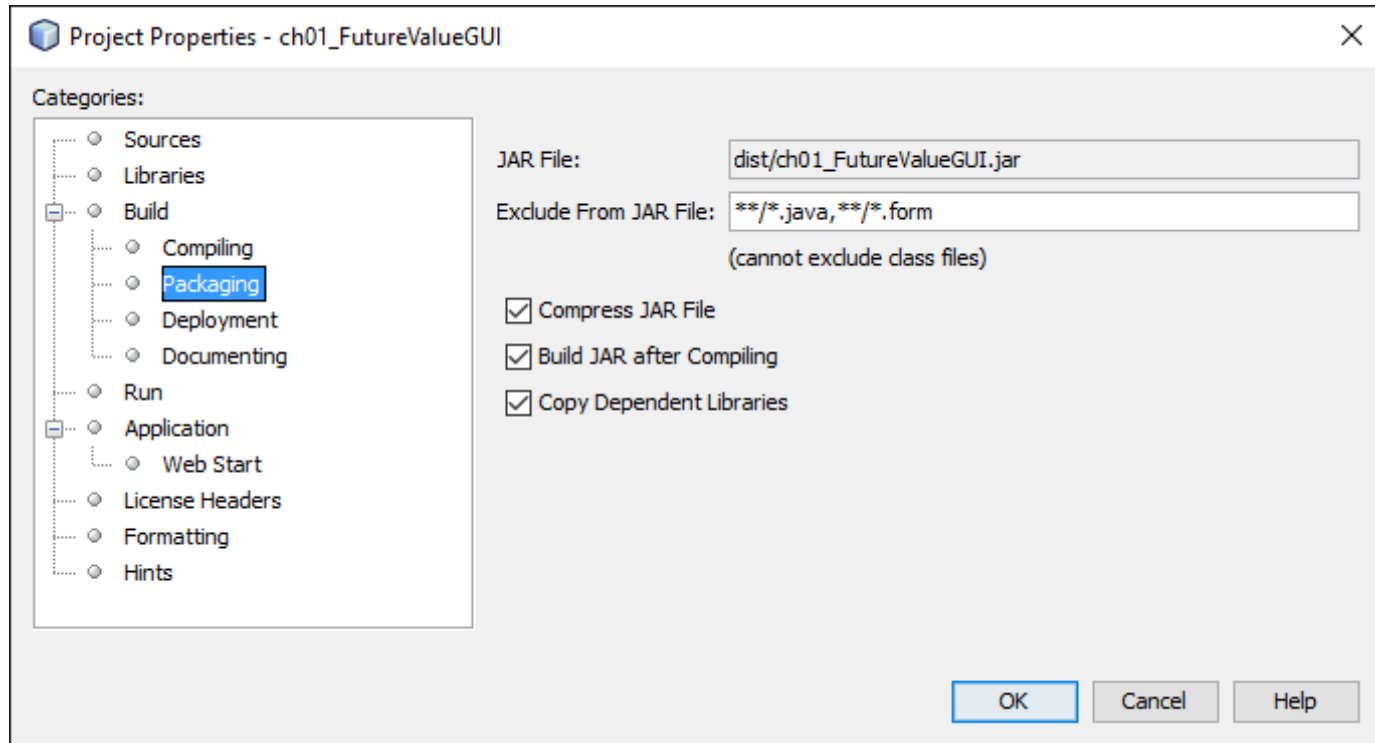 Project Properties - ch01_FutureValueGUI
Categories:
Sources
Libraries
Build
Compiling
Packaging
Deployment
Documenting
Run
Application
Web Start
License Headers
Formatting
Hints
JAR File: dist/ch01_FutureValueGUI.jar
Exclude From JAR File: **/*.java,**/*.form
(cannot exclude class files)
Compress JAR File
Build JAR after Compiling
Copy Dependent Libraries
OK Cancel Help